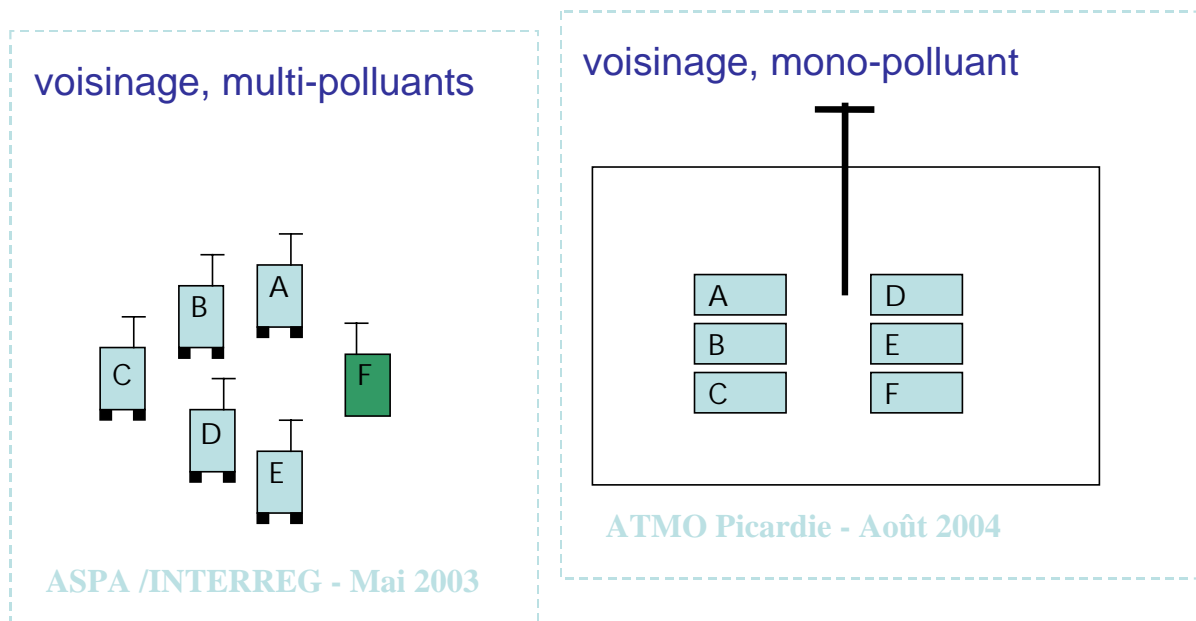 voisinage, multi-polluants
A
B
C
F
D
E
ASPA /INTERREG - Mai 2003
voisinage, mono-polluant
A
D
B
E
C
F
ATMO Picardie - Août 2004